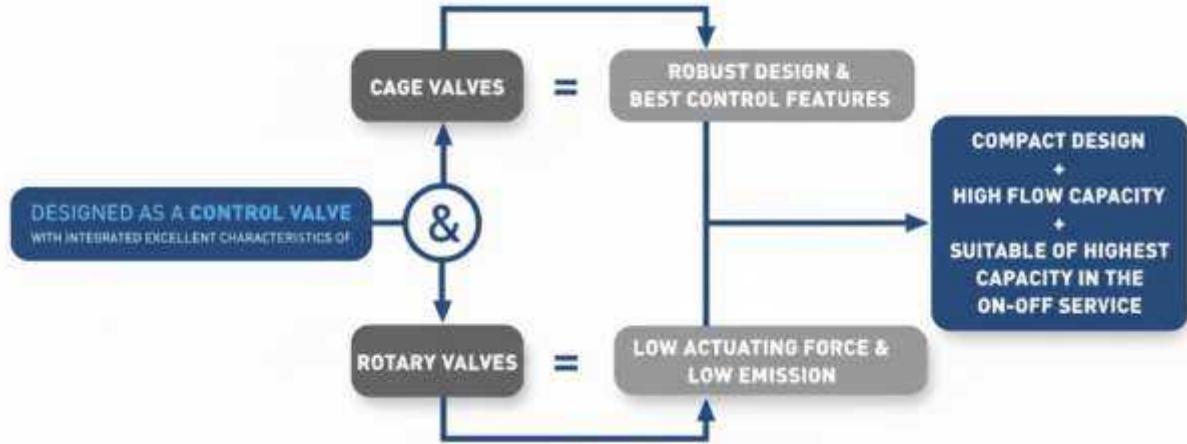 CAGE VALVES
=
ROBUST DESIGN &
BEST CONTROL FEATURES
DESIGNED AS A CONTROL VALVE
WITH INTEGRATED EXCELLENT CHARACTERISTICS OF
&
COMPACT DESIGN
+
HIGH FLOW CAPACITY
+
SUITABLE OF HIGHEST
CAPACITY IN THE
ON-OFF SERVICE
ROTARY VALVES
=
LOW ACTUATING FORCE &
LOW EMISSION